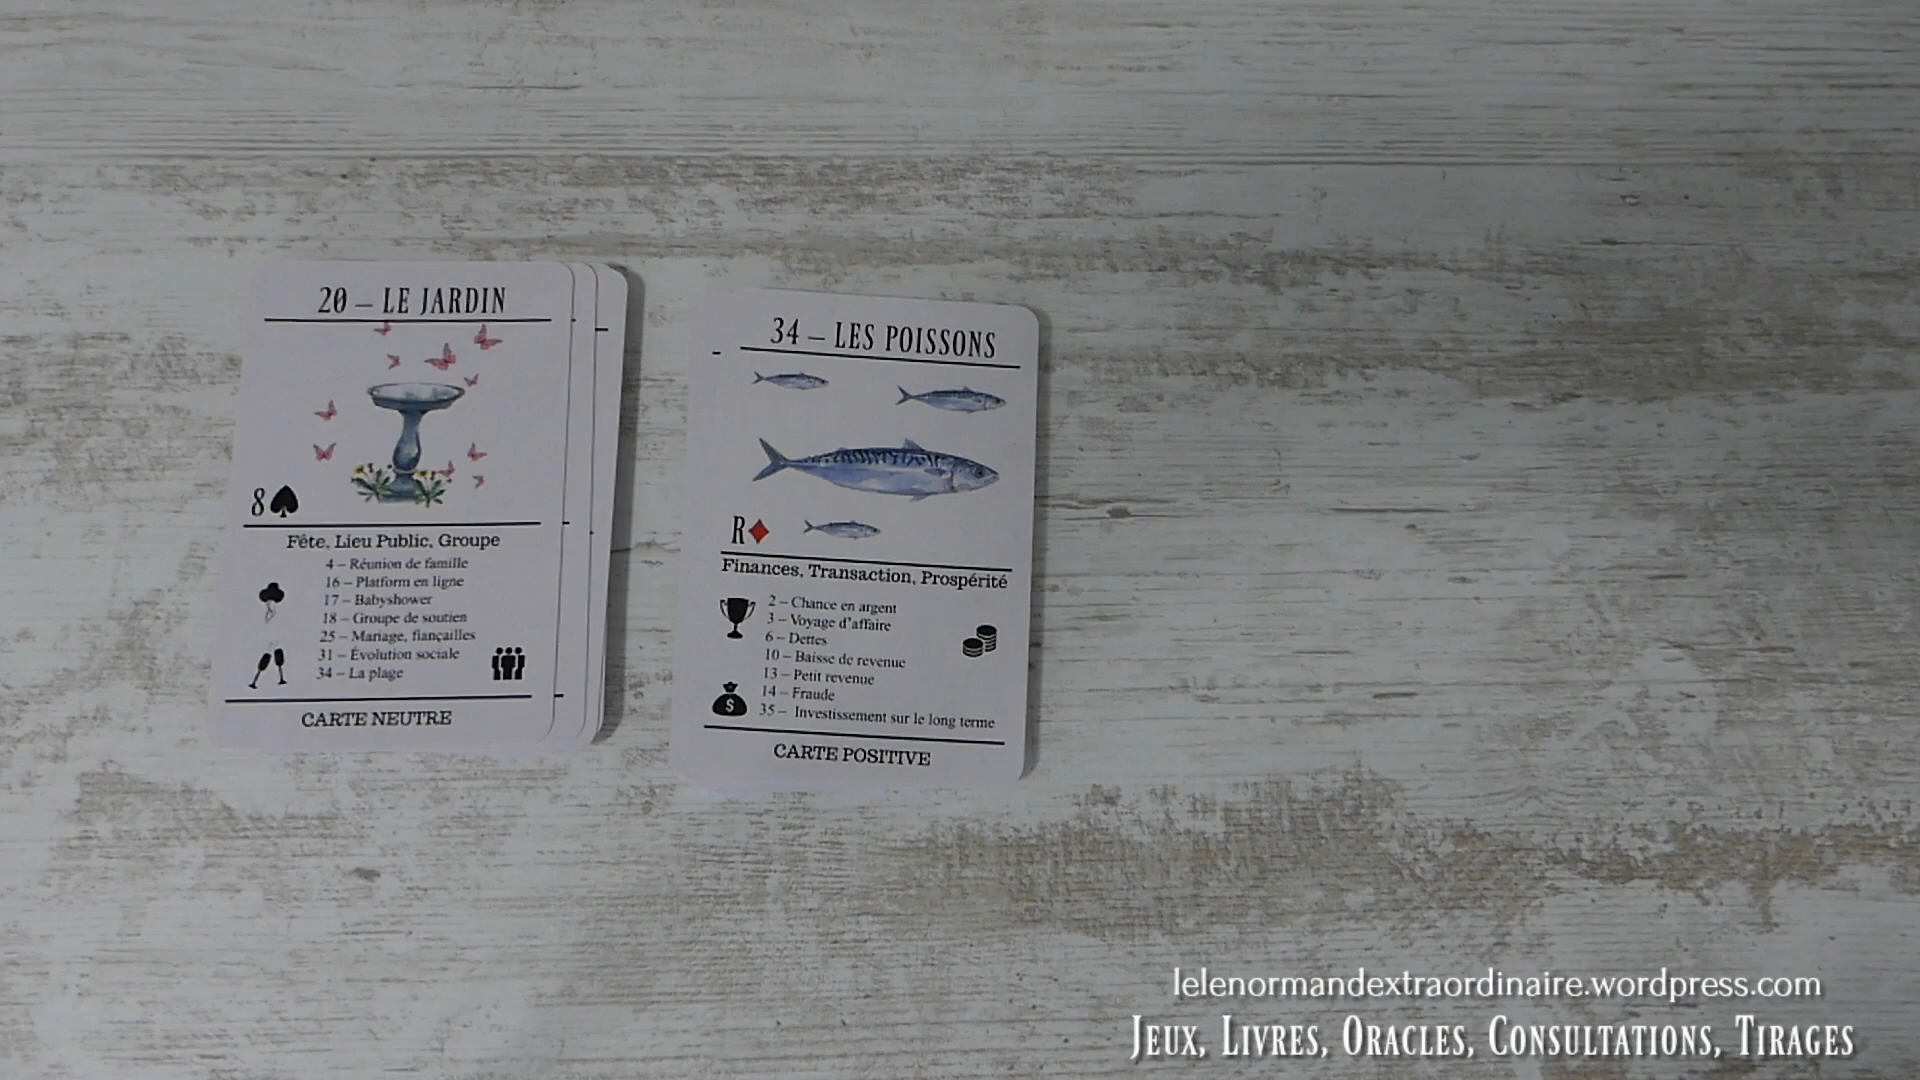 20 – LE JARDIN
8
Fête, Lieu Public, Groupe
4 – Réunion de famille
16 – Platform en ligne
17 – Babyshower
18 – Groupe de soutien
25 – Mariage, fiançailles
31 – Évolution sociale
34 – La plage
CARTE NEUTRE
34 – LES POISSONS
R
Finances, Transaction, Prospérité
2 – Chance en argent
3 – Voyage d'affaire
6 – Dettes
10 – Baisse de revenue
13 – Petit revenue
14 – Fraude
35 – Investissement sur le long terme
$
CARTE POSITIVE
lelenormandextraordinaire.wordpress.com
JEUX, LIVRES, ORACLES, CONSULTATIONS, TIRAGES